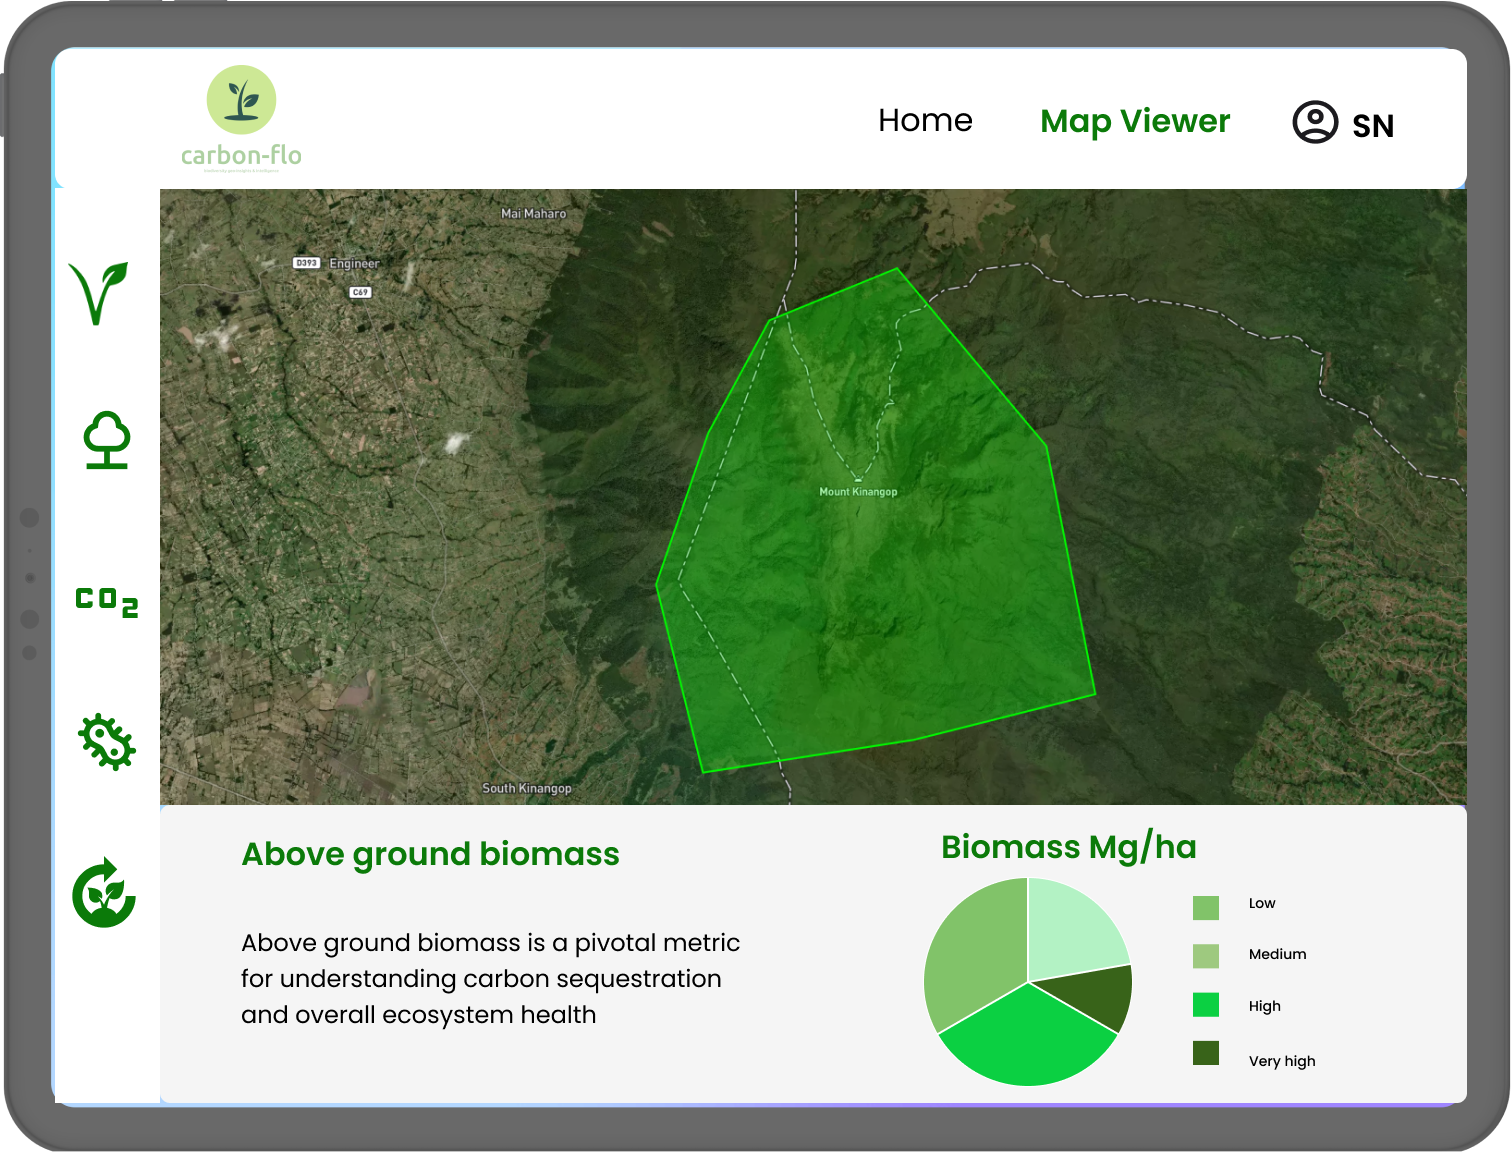 carbon-flo
Home
Map Viewer
SN
Mai Maharo
D393
Engineer
C69
Mount Kinangop
South Kinangop
CO2
Above ground biomass
Above ground biomass is a pivotal metric
for understanding carbon sequestration
and overall ecosystem health
Biomass Mg/ha
Low
Medium
High
Very high